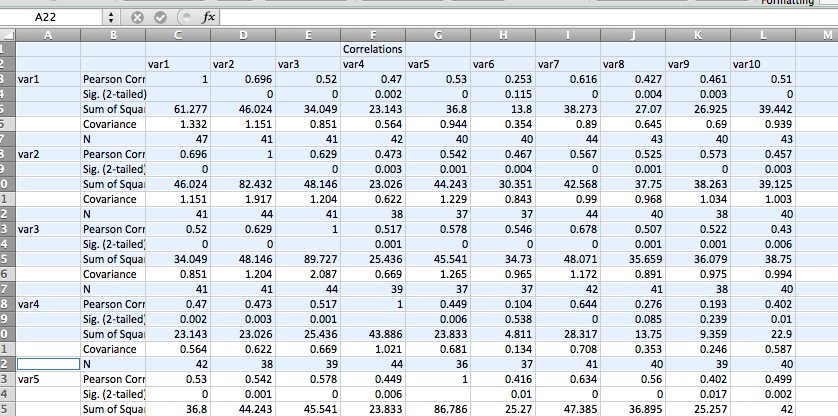 Formatting
A22 fx
A B C D E F G H I J K L M
1 Correlations
2 var1 var2 var3 var4 var5 var6 var7 var8 var9 var10
3 var1 Pearson Corr 1 0.696 0.52 0.47 0.53 0.253 0.616 0.427 0.461 0.51
4 Sig. (2-tailed) 0 0 0.002 0 0.115 0 0.004 0.003 0
5 Sum of Squa 61.277 46.024 34.049 23.143 36.8 13.8 38.273 27.07 26.925 39.442
6 Covariance 1.332 1.151 0.851 0.564 0.944 0.354 0.89 0.645 0.69 0.939
7 N 47 41 41 42 40 40 44 43 40 43
8 var2 Pearson Corr 0.696 1 0.629 0.473 0.542 0.467 0.567 0.525 0.573 0.457
9 Sig. (2-tailed) 0 0 0.003 0.001 0.004 0 0.001 0 0.003
0 Sum of Squa 46.024 82.432 48.146 23.026 44.243 30.351 42.568 37.75 38.263 39.125
1 Covariance 1.151 1.917 1.204 0.622 1.229 0.843 0.99 0.968 1.034 1.003
2 N 41 44 41 38 37 37 44 40 38 40
3 var3 Pearson Corr 0.52 0.629 1 0.517 0.578 0.546 0.678 0.507 0.522 0.43
4 Sig. (2-tailed) 0 0 0.001 0 0 0 0.001 0.001 0.006
5 Sum of Squa 34.049 48.146 89.727 25.436 45.541 34.73 48.071 35.659 36.079 38.75
6 Covariance 0.851 1.204 2.087 0.669 1.265 0.965 1.172 0.891 0.975 0.994
7 N 41 41 44 39 37 37 42 41 38 40
8 var4 Pearson Corr 0.47 0.473 0.517 1 0.449 0.104 0.644 0.276 0.193 0.402
9 Sig. (2-tailed) 0.002 0.003 0.001 0.006 0.538 0 0.085 0.239 0.01
0 Sum of Squa 23.143 23.026 25.436 43.886 23.833 4.811 28.317 13.75 9.359 22.9
1 Covariance 0.564 0.622 0.669 1.021 0.681 0.134 0.708 0.353 0.246 0.587
2 N 42 38 39 44 36 37 41 40 39 40
3 var5 Pearson Corr 0.53 0.542 0.578 0.449 1 0.416 0.634 0.56 0.402 0.499
4 Sig. (2-tailed) 0 0.001 0 0.006 0.01 0 0 0.017 0.002
5 Sum of Squa 36.8 44.243 45.541 23.833 86.786 25.27 47.385 36.895 25.257 42